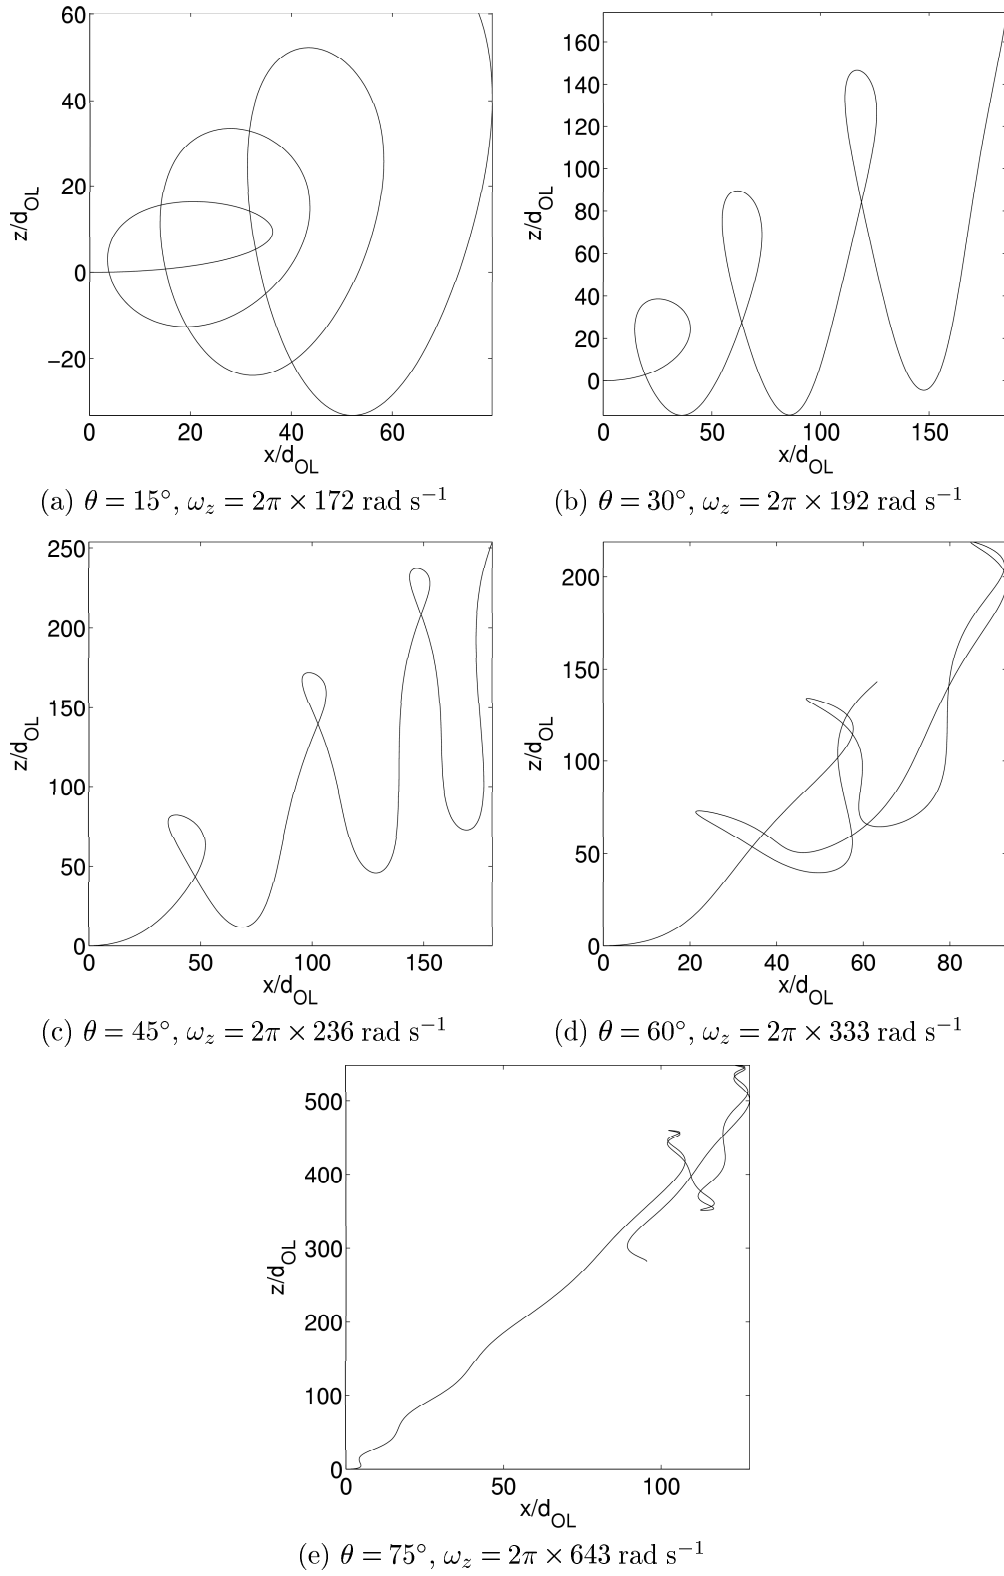 60
40
20
0
−20
z/d_OL
0 20 40 60
x/d_OL
(a) θ = 15°, ω_z = 2π × 172 rad s⁻¹
160
140
120
100
80
60
40
20
0
z/d_OL
0 50 100 150
x/d_OL
(b) θ = 30°, ω_z = 2π × 192 rad s⁻¹
250
200
150
100
50
0
z/d_OL
0 50 100 150
x/d_OL
(c) θ = 45°, ω_z = 2π × 236 rad s⁻¹
200
150
100
50
0
z/d_OL
0 20 40 60 80
x/d_OL
(d) θ = 60°, ω_z = 2π × 333 rad s⁻¹
500
400
300
200
100
0
z/d_OL
0 50 100
x/d_OL
(e) θ = 75°, ω_z = 2π × 643 rad s⁻¹